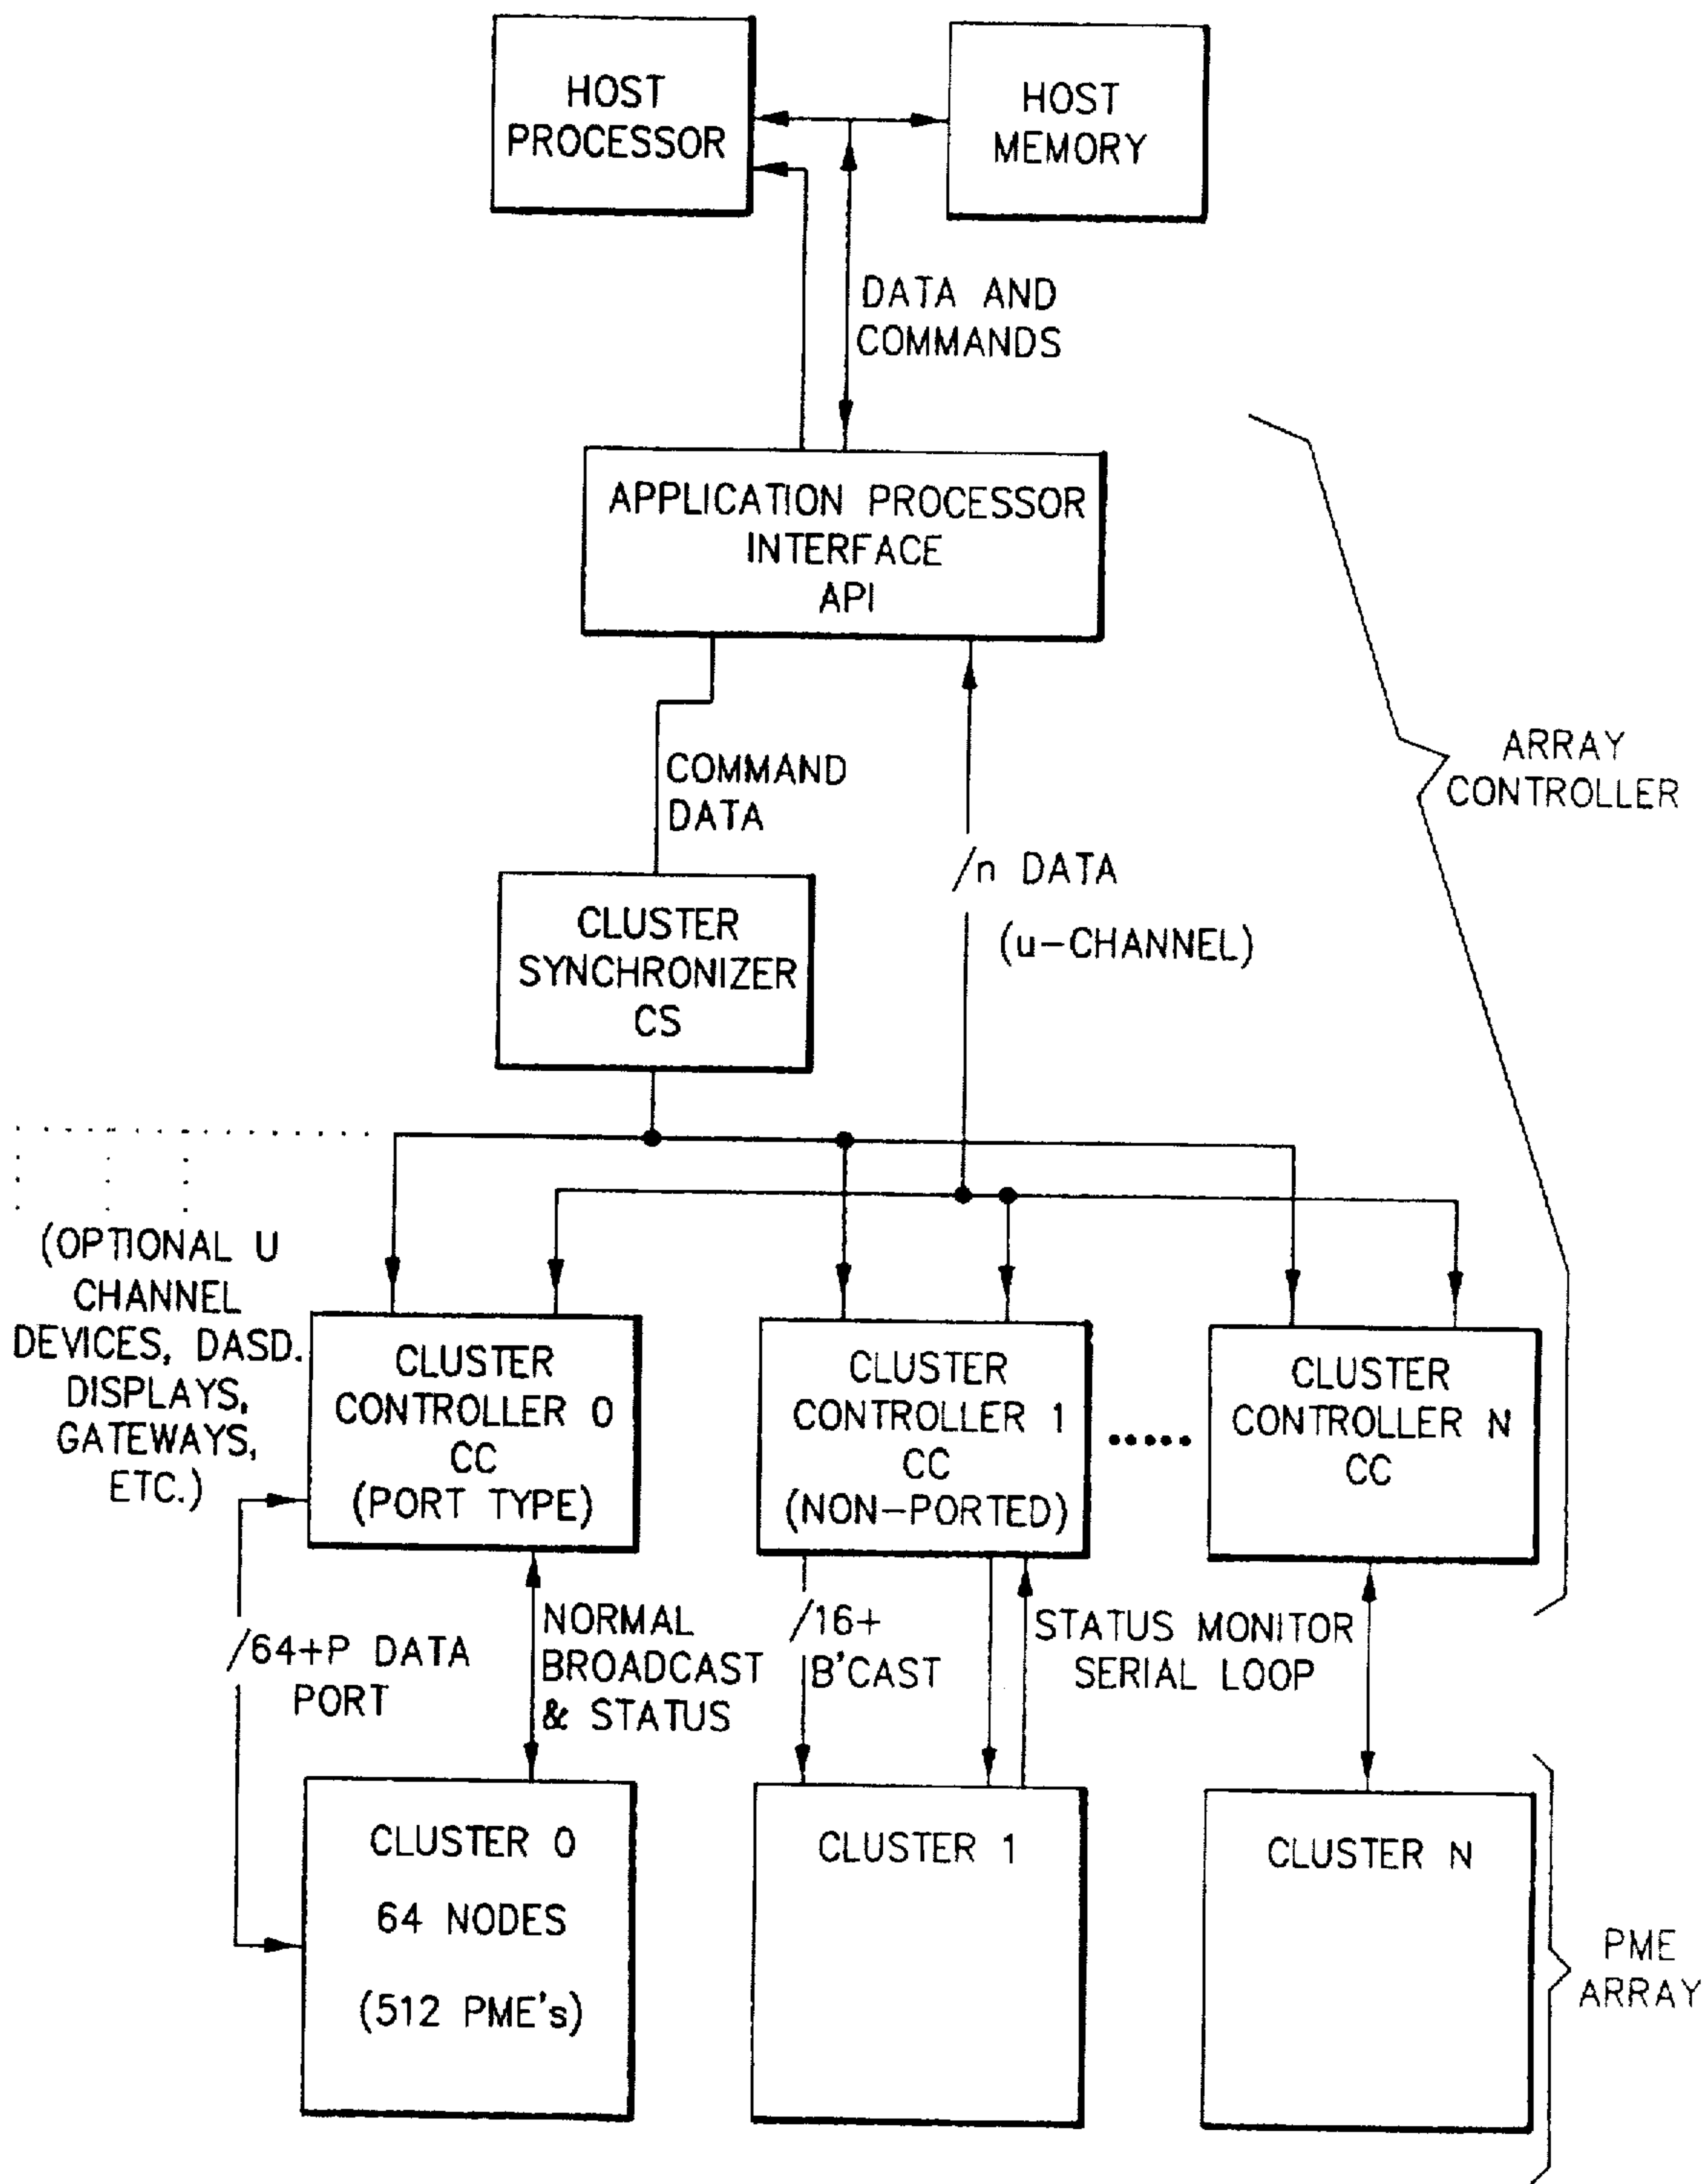 HOST
PROCESSOR
HOST
MEMORY
DATA AND
COMMANDS
APPLICATION PROCESSOR
INTERFACE
API
ARRAY
CONTROLLER
COMMAND
DATA
/n DATA
(u-CHANNEL)
CLUSTER
SYNCHRONIZER
CS
(OPTIONAL U
CHANNEL
DEVICES, DASD.
DISPLAYS,
GATEWAYS,
ETC.)
CLUSTER
CONTROLLER 0
CC
(PORT TYPE)
CLUSTER
CONTROLLER 1
CC
(NON-PORTED)
CLUSTER
CONTROLLER N
CC
/64+P DATA
PORT
NORMAL
BROADCAST
& STATUS
/16+
B'CAST
STATUS MONITOR
SERIAL LOOP
CLUSTER 0
64 NODES
(512 PME's)
CLUSTER 1
CLUSTER N
PME
ARRAY